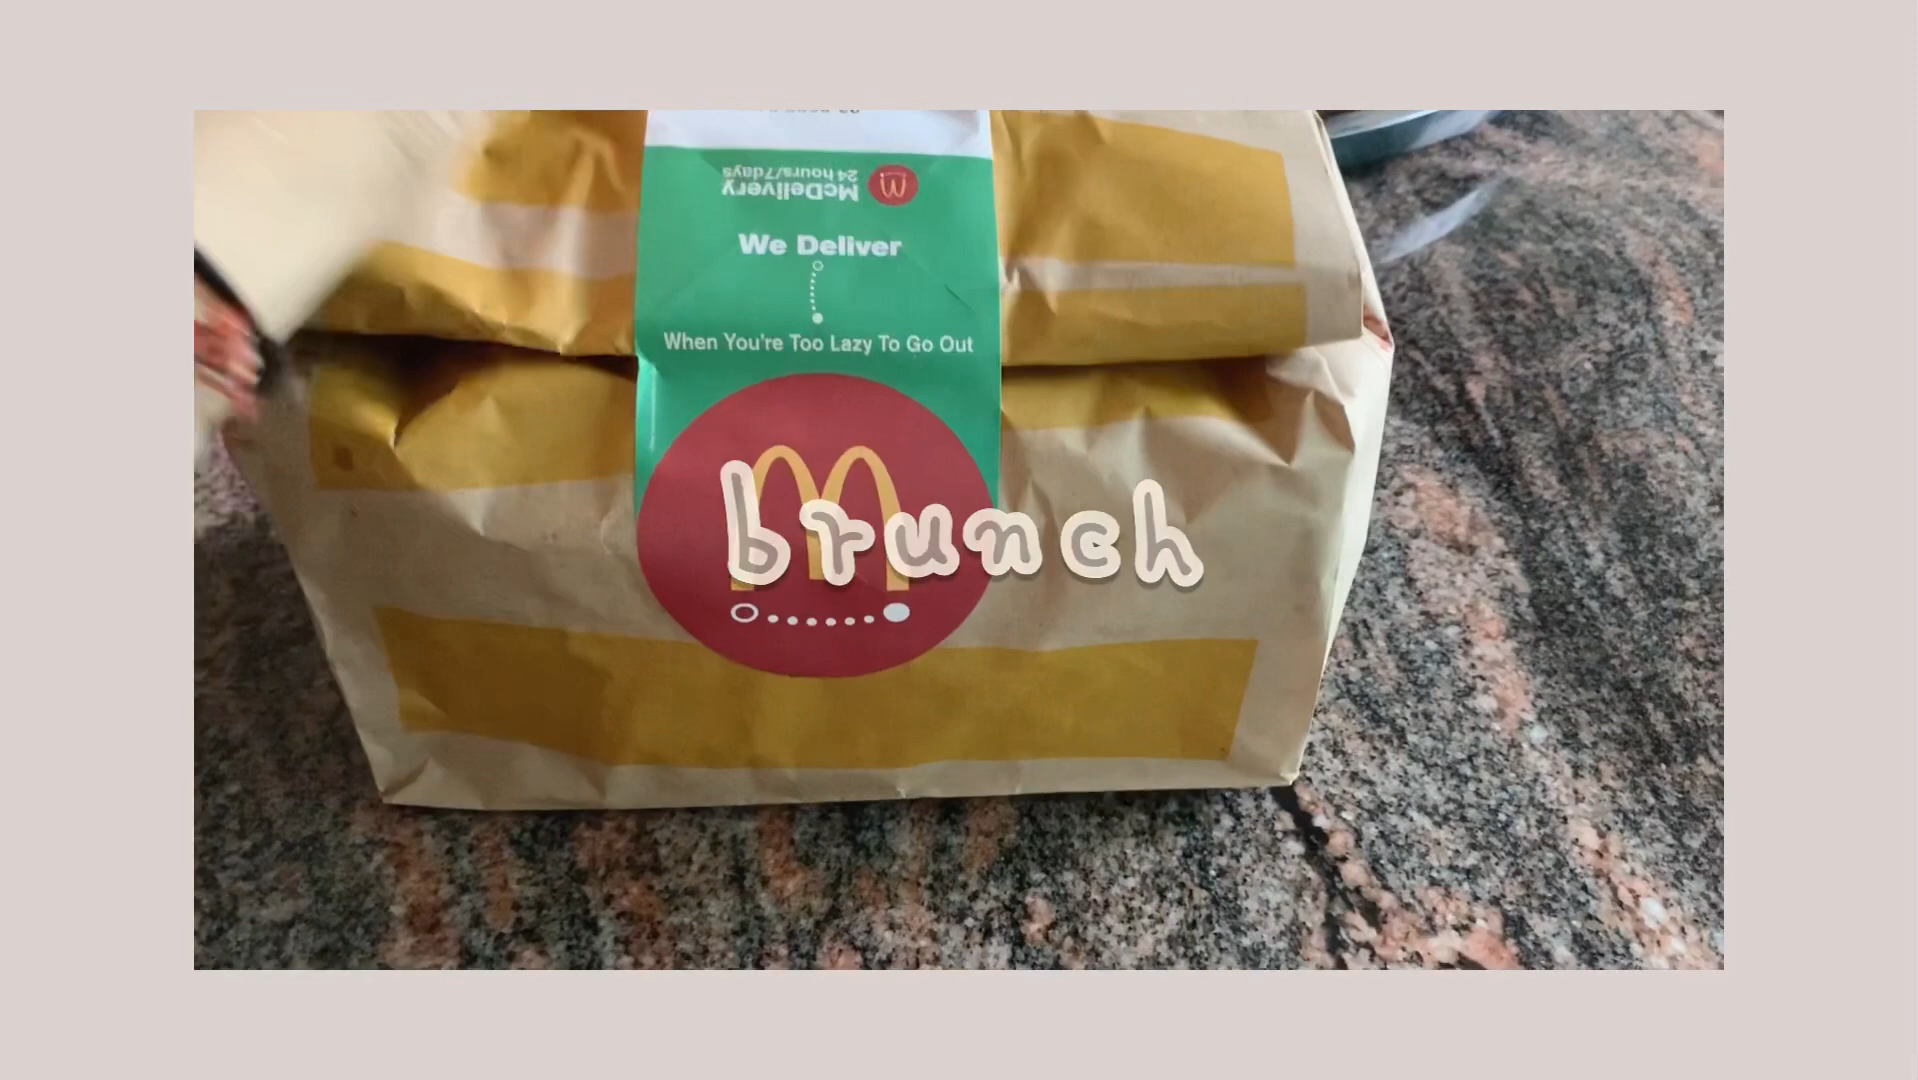 McDelivery
24 hours/7days
We Deliver
When You're Too Lazy To Go Out
brunch